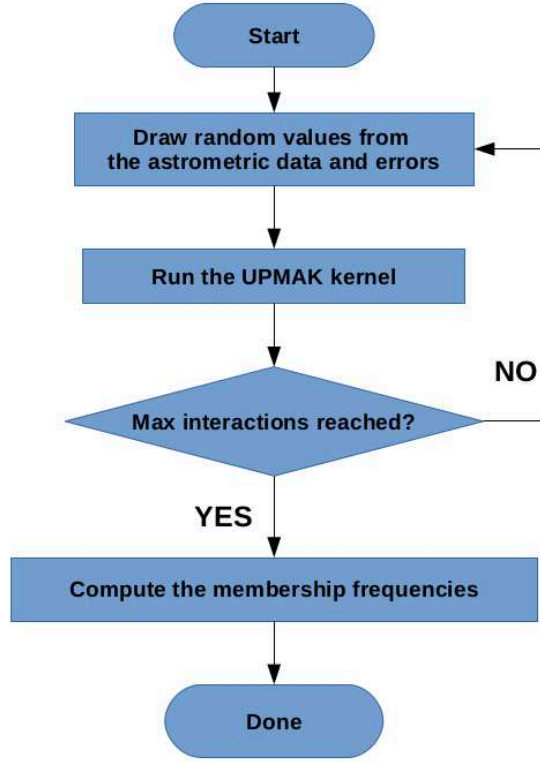 Start
Draw random values from
the astrometric data and errors
Run the UPMAK kernel
Max interactions reached?
NO
YES
Compute the membership frequencies
Done